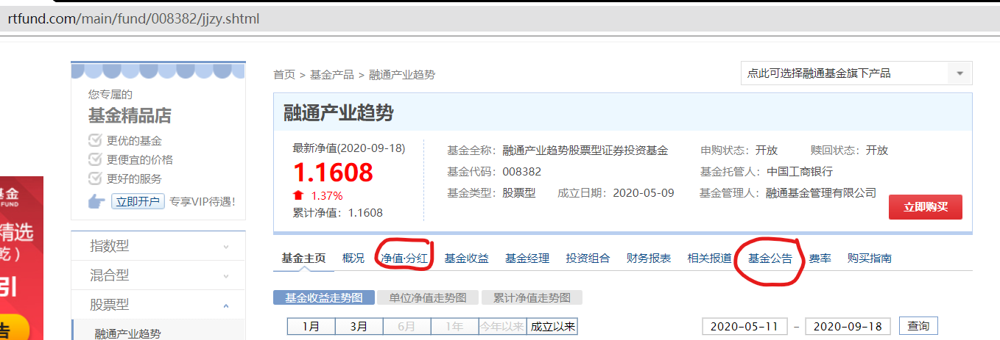 rtfund.com/main/fund/008382/jjzy.shtml
首页 > 基金产品 > 融通产业趋势
点此可选择融通基金旗下产品
您专属的
基金精品店
更优的基金
更便宜的价格
更好的服务
立即开户 专享VIP待遇!
融通产业趋势
最新净值(2020-09-18)
1.1608
1.37%
累计净值: 1.1608
基金全称: 融通产业趋势股票型证券投资基金
申购状态: 开放 赎回状态: 开放
基金代码: 008382
基金托管人: 中国工商银行
基金类型: 股票型 成立日期: 2020-05-09
基金管理人: 融通基金管理有限公司
立即购买
基金
FUND
精选
乾)
引
告
指数型
混合型
股票型
融通产业趋势
基金主页 概况 净值·分红 基金收益 基金经理 投资组合 财务报表 相关报道 基金公告 费率 购买指南
基金收益走势图 单位净值走势图 累计净值走势图
1月 3月 6月 1年 今年以来 成立以来
2020-05-11 - 2020-09-18 查询